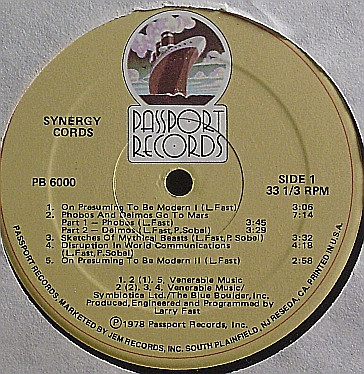 PASSPORT
RECORDS
SYNERGY
CORDS
PB 6000
SIDE 1
33 1/3 RPM
1. On Presuming To Be Modern I (L.Fast) 3:06
2. Phobos And Deimos Go To Mars 7:14
Part 1 – Phobos (L.Fast) 3:45
Part 2 – Deimos (L.Fast,P.Sobel) 3:29
3. Sketches Of Mythical Beasts (L.Fast, P.Sobel) 3:32
4. Disruption In World Communications 4:18
(L.Fast,P.Sobel)
5. On Presuming To Be Modern II (L.Fast) 2:58
1, 2 (1), 5, Venerable Music
2 (2), 3, 4, Venerable Music/
Symbiotics Ltd./The Blue Boulder, Inc.
Produced, Engineered and Programmed by
Larry Fast
Ⓟ1978 Passport Records, Inc.
PASSPORT RECORDS, MARKETED BY JEM RECORDS, INC. SOUTH PLAINFIELD, NJ RESEDA, CA. PRINTED IN U.S.A.